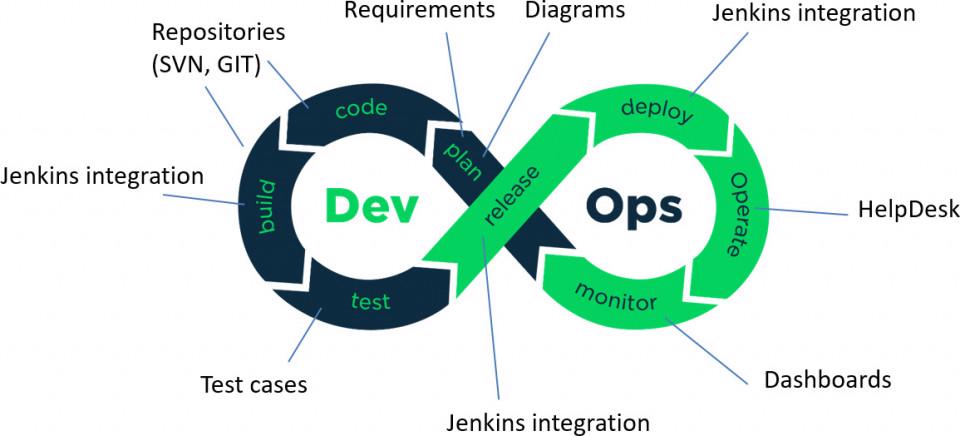 Requirements
Diagrams
Jenkins integration
Repositories
(SVN, GIT)
code
deploy
plan
Jenkins integration
build
Dev
release
Ops
Operate
HelpDesk
test
monitor
Test cases
Dashboards
Jenkins integration